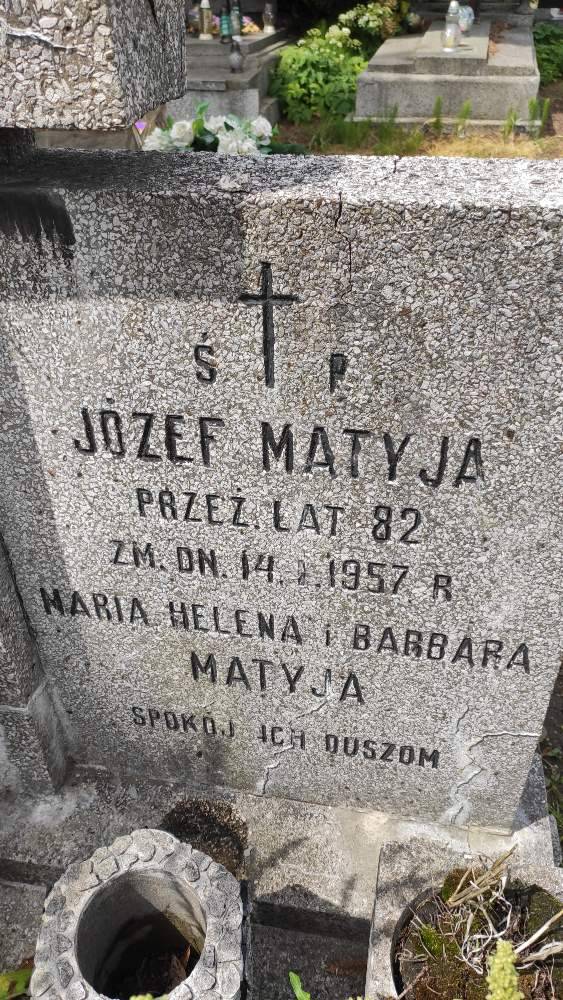 Ś P
JÓZEF MATYJA
PRZEŻ. LAT 82
ZM. DN. 14. I. 1957 R
MARIA HELENA i BARBARA
MATYJA
SPOKÓJ ICH DUSZOM